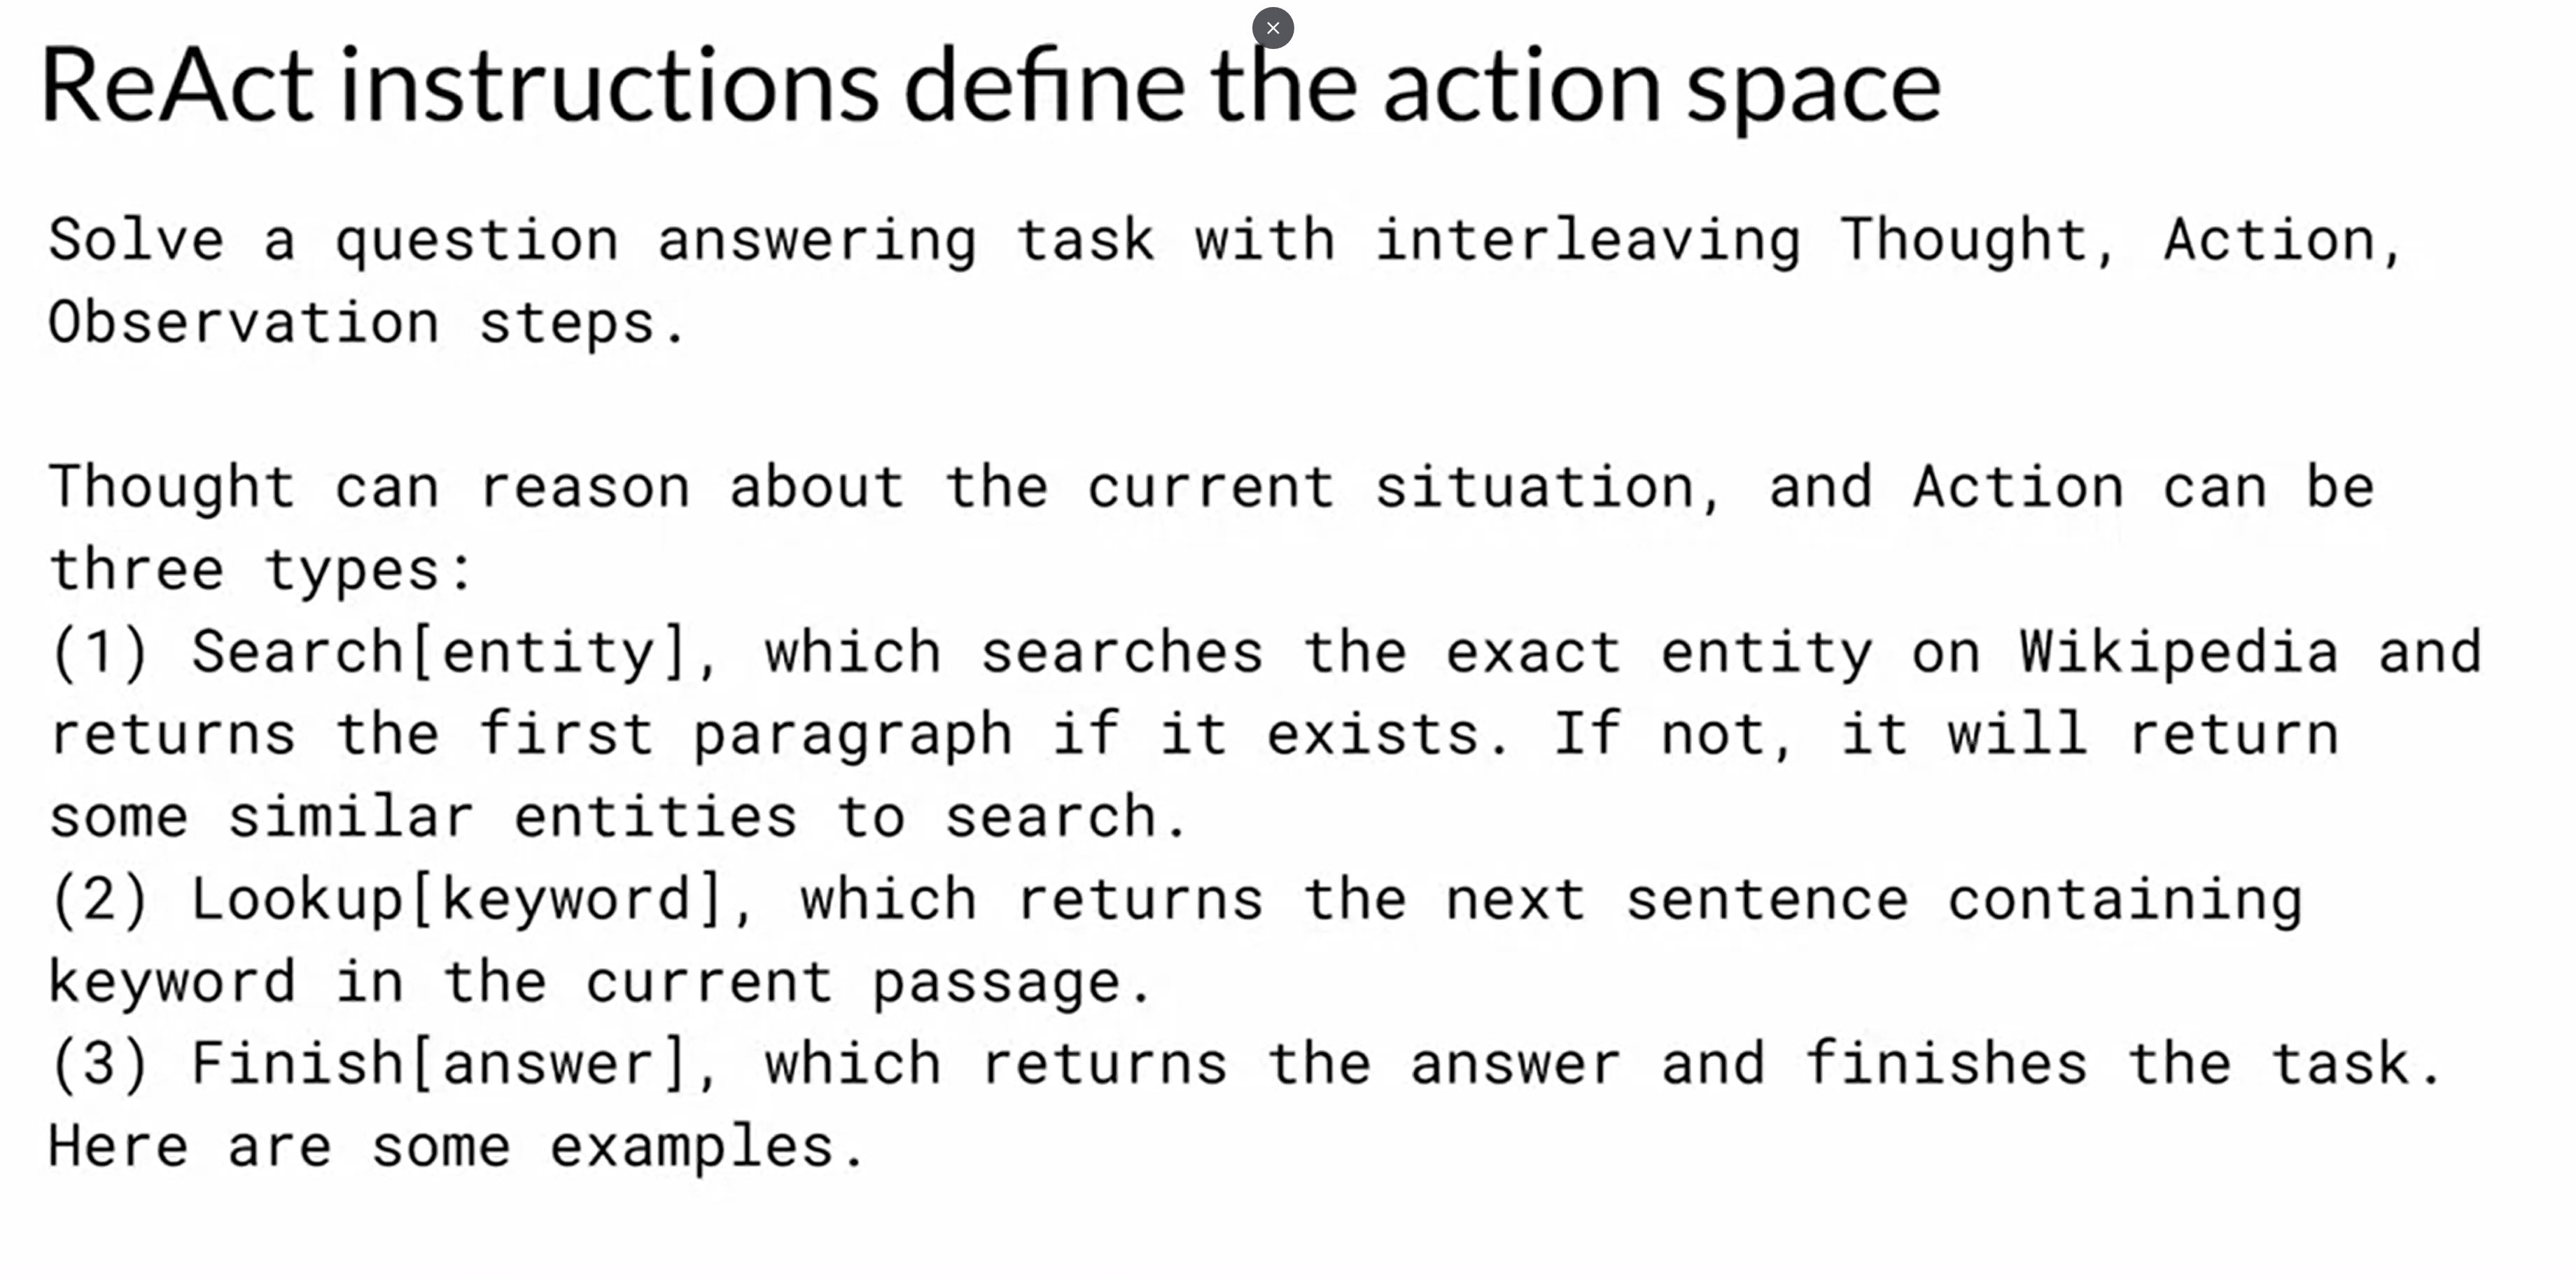 ReAct instructions define the action space
Solve a question answering task with interleaving Thought, Action,
Observation steps.
Thought can reason about the current situation, and Action can be
three types:
(1) Search[entity], which searches the exact entity on Wikipedia and
returns the first paragraph if it exists. If not, it will return
some similar entities to search.
(2) Lookup[keyword], which returns the next sentence containing
keyword in the current passage.
(3) Finish[answer], which returns the answer and finishes the task.
Here are some examples.